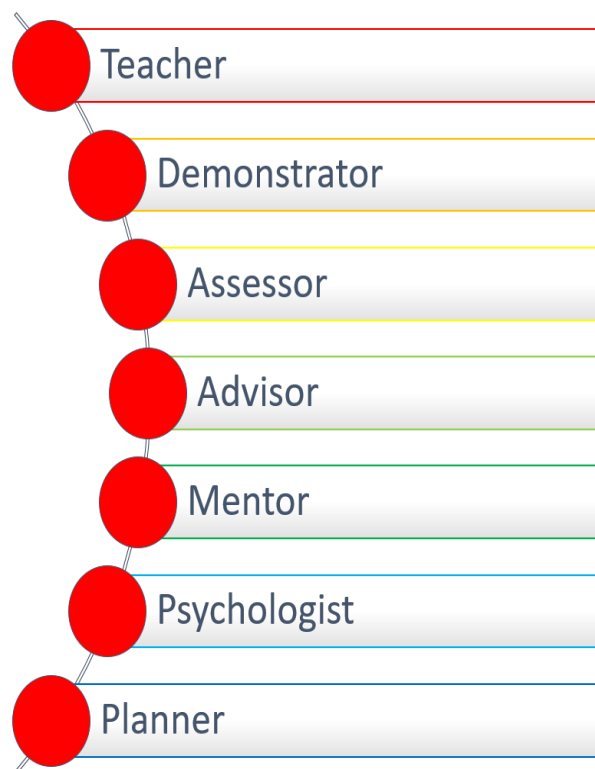 Teacher
Demonstrator
Assessor
Advisor
Mentor
Psychologist
Planner